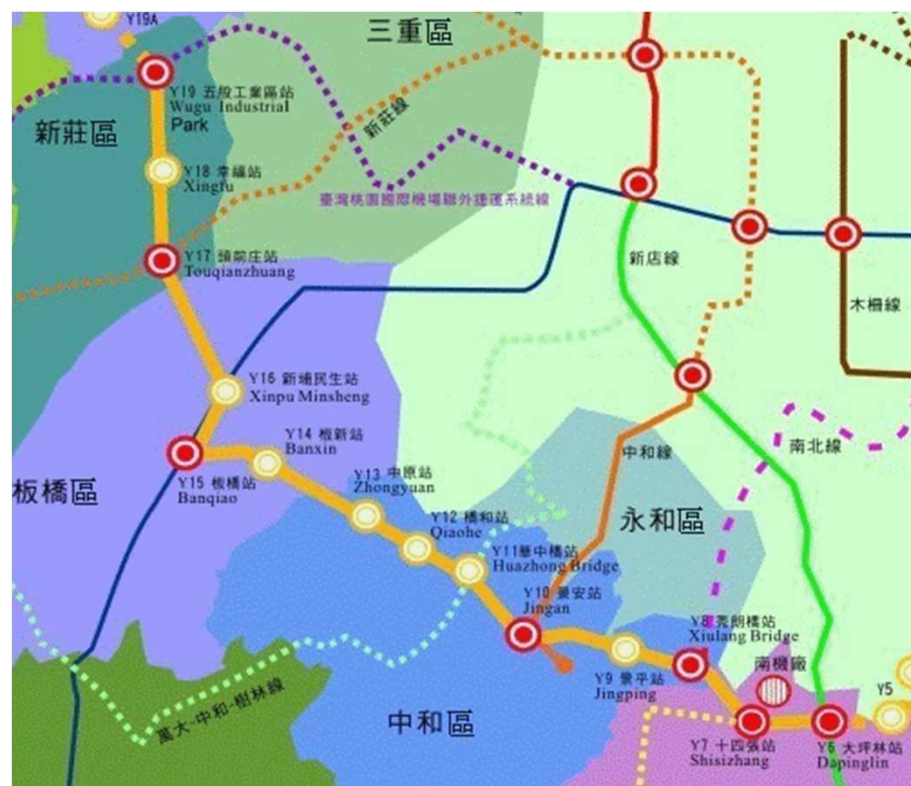 Y19A
三重區
Y19 五股工業區站
Wugu Industrial
Park
新莊區
新莊線
Y18 幸福站
Xingfu
臺灣桃園國際機場聯外捷運系統線
Y17 頭前庄站
Touqianzhuang
新店線
木柵線
Y16 新埔民生站
Xinpu Minsheng
Y14 板新站
Banxin
中和線
南北線
Y13 中原站
Zhongyuan
Y15 板橋站
Banqiao
板橋區
Y12 橋和站
Qiaohe
永和區
Y11華中橋站
Huazhong Bridge
Y10 景安站
Jingan
Y8 秀朗橋站
Xiulang Bridge
南機廠
Y9 景平站
Jingping
Y5
萬大-中和-樹林線
中和區
Y7 十四張站
Shisizhang
Y6 大坪林站
Dapinglin